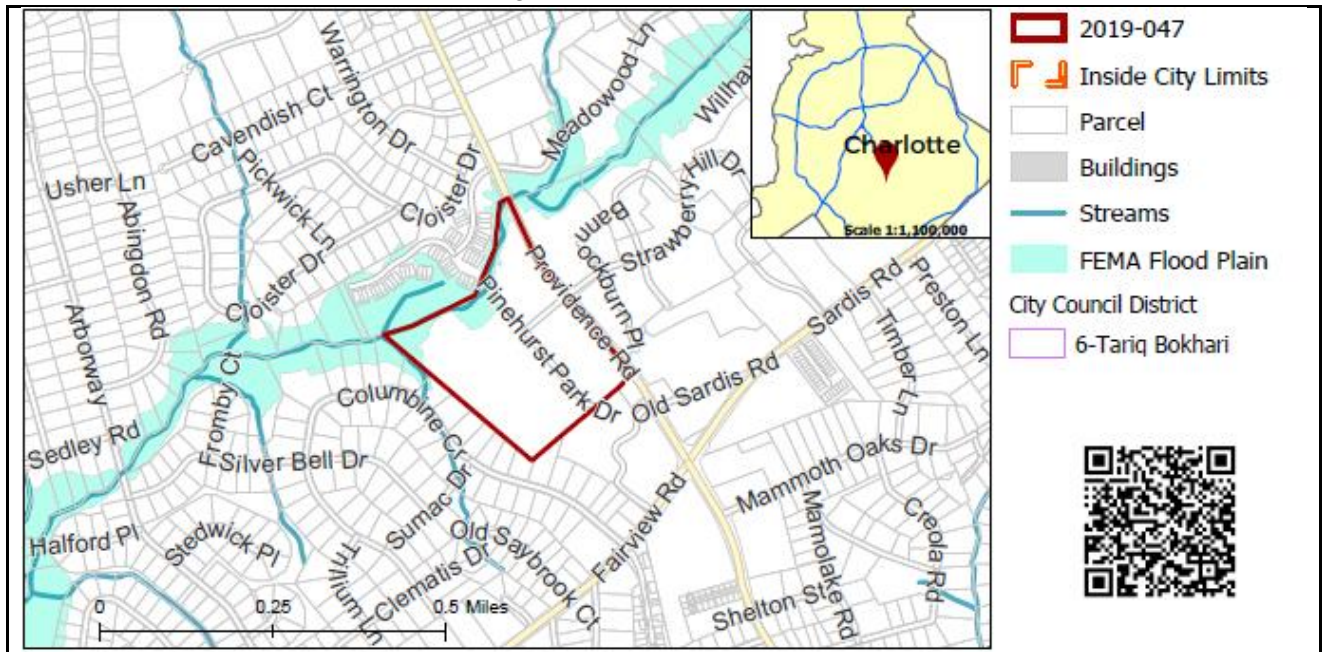 Warrington Dr
Meadowood Ln
Willhav
Cavendish Ct
Pickwick Ln
Cloister Dr
Usher Ln
Abingdon Rd
Cloister Dr
Strawberry Hill Dr
Bann
ockburn Pl
Providence Rd
Pinehurst Park Dr
Sardis Rd
Preston Ln
Timber Ln
Old Sardis Rd
Arborway
Fromby Ct
Columbine Cr
Sedley Rd
Silver Bell Dr
Sumac Dr
Mammoth Oaks Dr
Mamolake Rd
Creola Rd
Halford Pl
Stedwick Pl
Trillium Ln
Clematis Dr
Old Saybrook Ct
Fairview Rd
Shelton St
0 0.25 0.5 Miles
Charlotte
Scale 1:1,100,000
2019-047
Inside City Limits
Parcel
Buildings
Streams
FEMA Flood Plain
City Council District
6-Tariq Bokhari